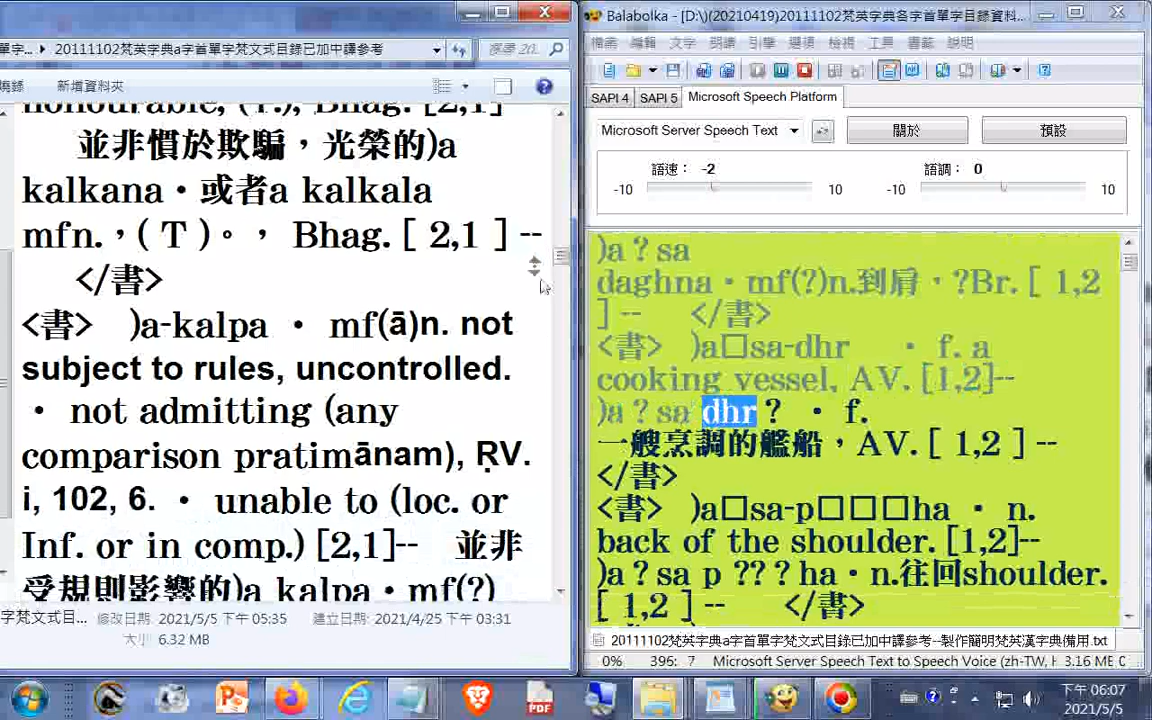 單字... ▸ 20111102梵英字典a字首單字梵文式目錄已加中譯參考
搜尋 20...
燒錄 新增資料夾
honourable, (T.), Bhag. [2,1]
並非慣於欺騙，光榮的)a
kalkana・或者a kalkala
mfn.，( T )。， Bhag. [ 2,1 ] --
</書>
<書> )a-kalpa ・ mf(ā)n. not
subject to rules, uncontrolled.
・ not admitting (any
comparison pratimānam), ṚV.
i, 102, 6. ・ unable to (loc. or
Inf. or in comp.) [2,1]-- 並非
受規則影響的)a kalpa・mf(?)
字梵文式目... 修改日期: 2021/5/5 下午 05:35 建立日期: 2021/4/25 下午 03:31
大小: 6.32 MB
Balabolka - [D:\)(20210419)20111102梵英字典各字首單字目錄資料...
檔案 編輯 文字 朗讀 引擎 選項 檢視 工具 書籤 說明
SAPI 4 SAPI 5 Microsoft Speech Platform
Microsoft Server Speech Text 關於 預設
語速： -2 語調： 0
-10 10 -10 10
)a ? sa
daghna・mf(?)n.到肩，?Br. [ 1,2
] -- </書>
<書> )a□sa-dhr ・ f. a
cooking vessel, AV. [1,2]--
)a ? sa dhr ? ・ f.
一艘烹調的艦船，AV. [ 1,2 ] --
</書>
<書> )a□sa-p□□□ha ・ n.
back of the shoulder. [1,2]--
)a ? sa p ?? ? ha・n.往回shoulder.
[ 1,2 ] -- </書>
20111102梵英字典a字首單字梵文式目錄已加中譯參考--製作簡明梵英漢字典備用.txt
0% 396: 7 Microsoft Server Speech Text to Speech Voice (zh-TW, H 3.16 MB
PDF
下午 06:07
2021/5/5